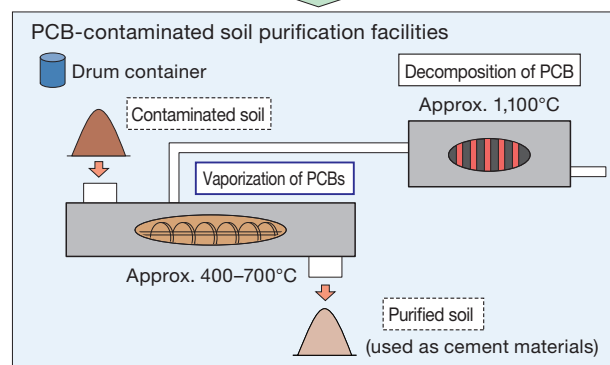 PCB-contaminated soil purification facilities
Drum container
Decomposition of PCB
Approx. 1,100°C
Contaminated soil
Vaporization of PCBs
Approx. 400–700°C
Purified soil
(used as cement materials)